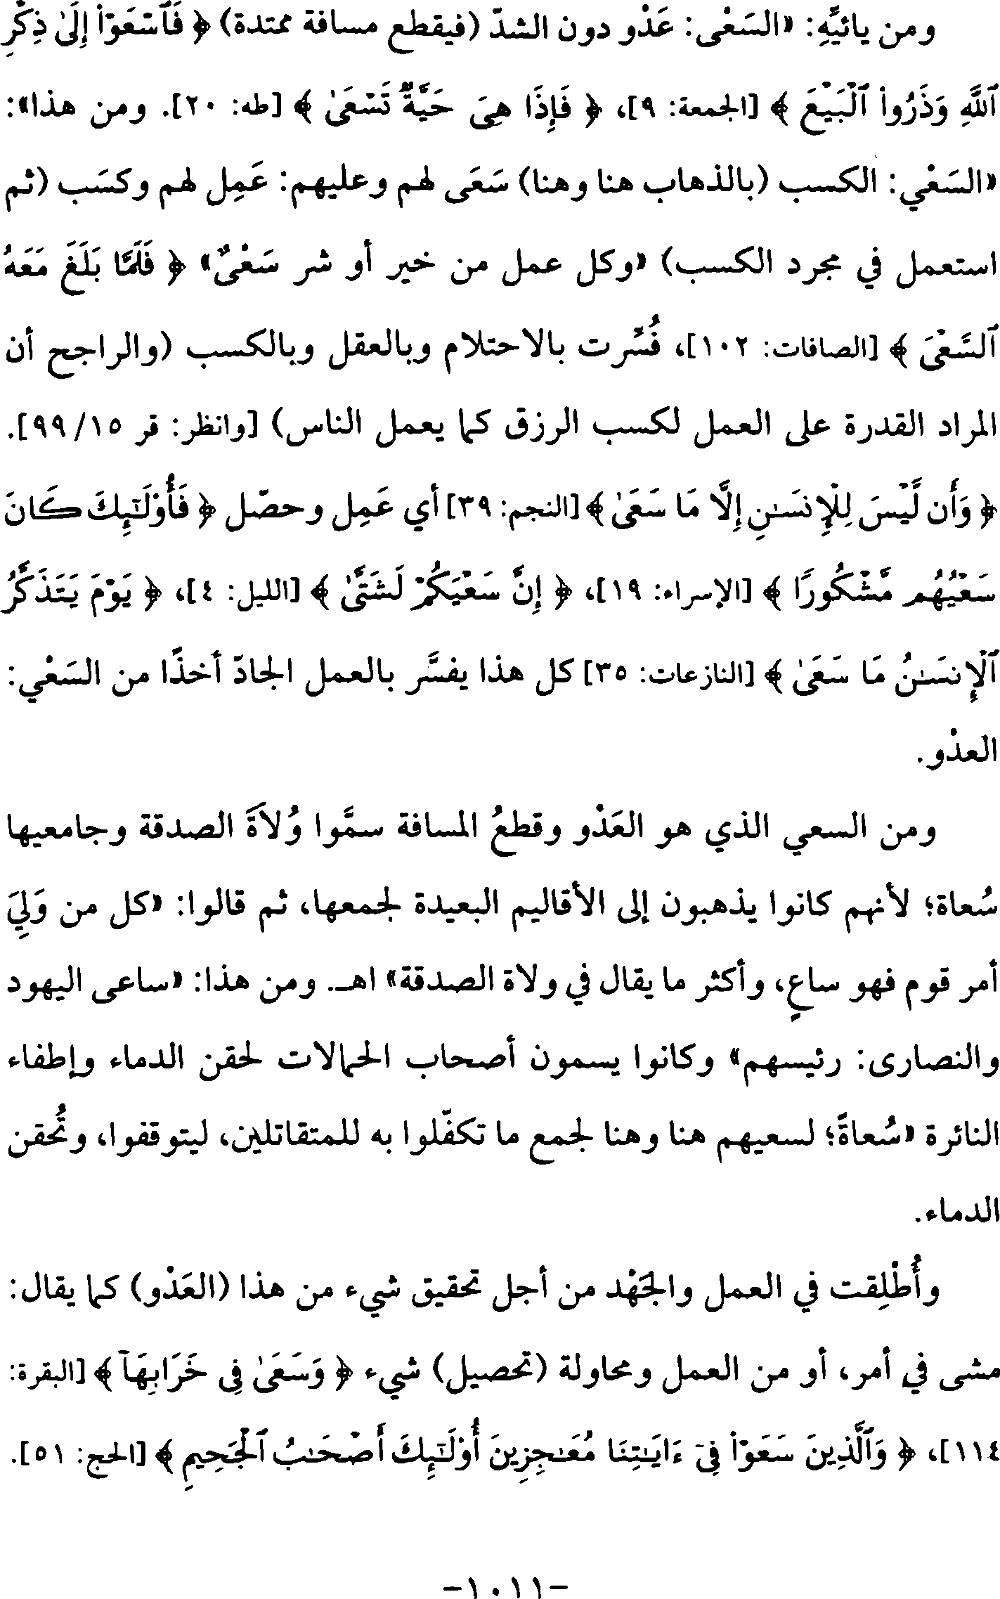 ومن يائيِّهِ: «السَعْى: عَدْو دون الشدّ (فيقطع مسافة ممتدة) ﴿ فَٱسْعَوْا۟ إِلَىٰ ذِكْرِ
ٱللَّهِ وَذَرُوا۟ ٱلْبَيْعَ ﴾ [الجمعة: ٩]، ﴿ فَإِذَا هِىَ حَيَّةٌ تَسْعَىٰ ﴾ [طه: ٢٠]. ومن هذا»:
«السَعْي: الكسب (بالذهاب هنا وهنا) سَعَى لهم وعليهم: عَمِل لهم وكسَب (ثم
استعمل في مجرد الكسب) «وكل عمل من خير أو شر سَعْىٌ» ﴿ فَلَمَّا بَلَغَ مَعَهُ
ٱلسَّعْىَ ﴾ [الصافات: ١٠٢]، فُسِّرت بالاحتلام وبالعقل وبالكسب (والراجح أن
المراد القدرة على العمل لكسب الرزق كما يعمل الناس) [وانظر: قر ١٥/ ٩٩].
﴿ وَأَن لَّيْسَ لِلْإِنسَـٰنِ إِلَّا مَا سَعَىٰ ﴾ [النجم: ٣٩] أي عَمِل وحصّل ﴿ فَأُو۟لَـٰٓئِكَ كَانَ
سَعْيُهُم مَّشْكُورًا ﴾ [الإسراء: ١٩]، ﴿ إِنَّ سَعْيَكُمْ لَشَتَّىٰ ﴾ [الليل: ٤]، ﴿ يَوْمَ يَتَذَكَّرُ
ٱلْإِنسَـٰنُ مَا سَعَىٰ ﴾ [النازعات: ٣٥] كل هذا يفسَّر بالعمل الجادّ أخذًا من السَعْي:
العدْو.
ومن السعي الذي هو العَدْو وقطعُ المسافة سمَّوا وُلاَةَ الصدقة وجامعيها
سُعاة؛ لأنهم كانوا يذهبون إلى الأقاليم البعيدة لجمعها، ثم قالوا: «كل من وَلِيَ
أمر قوم فهو ساعٍ، وأكثر ما يقال في ولاة الصدقة» اهـ. ومن هذا: «ساعى اليهود
والنصارى: رئيسهم» وكانوا يسمون أصحاب الحمالات لحقن الدماء وإطفاء
النائرة «سُعاةً؛ لسعيهم هنا وهنا لجمع ما تكفّلوا به للمتقاتلين، ليتوقفوا، وتُحقن
الدماء.
وأُطْلِقت في العمل والجَهْد من أجل تحقيق شيء من هذا (العَدْو) كما يقال:
مشى في أمر، أو من العمل ومحاولة (تحصيل) شيء ﴿ وَسَعَىٰ فِى خَرَابِهَآ ﴾ [البقرة:
١١٤]، ﴿ وَٱلَّذِينَ سَعَوْا۟ فِىٓ ءَايَـٰتِنَا مُعَـٰجِزِينَ أُو۟لَـٰٓئِكَ أَصْحَـٰبُ ٱلْجَحِيمِ ﴾ [الحج: ٥١].
-١٠١١-